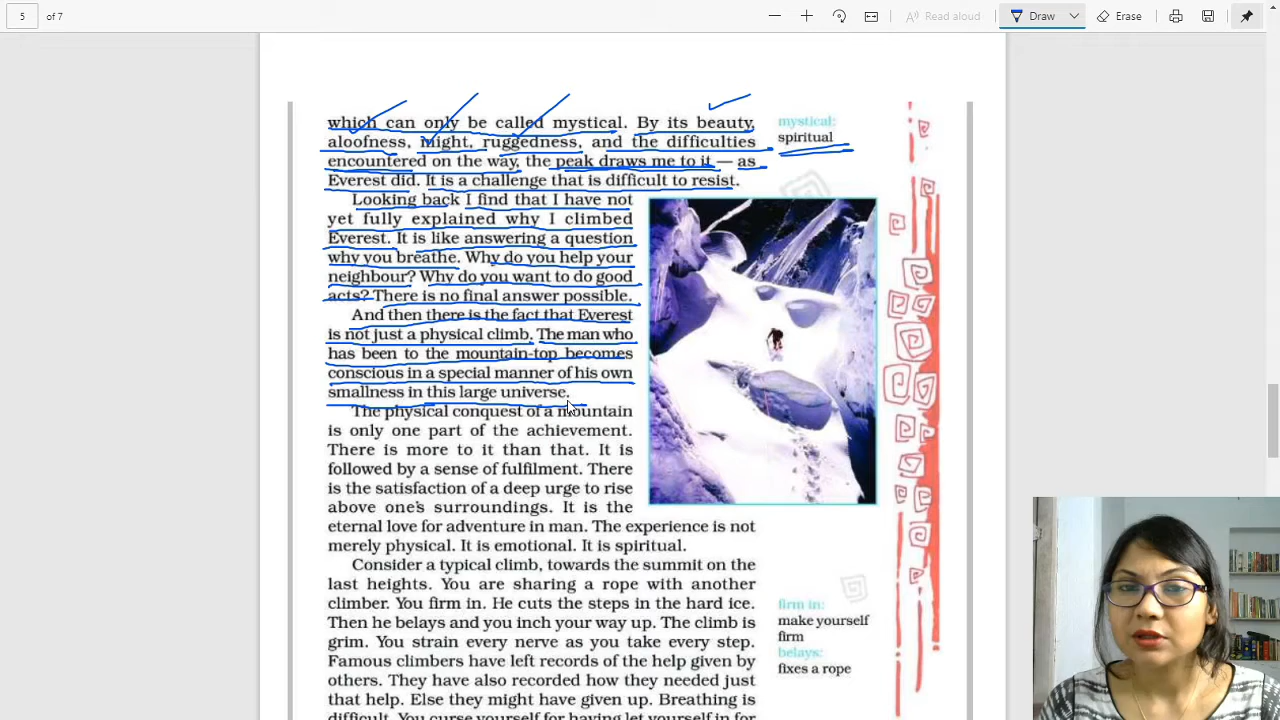 5
of 7
Read aloud
Draw
Erase
which can only be called mystical. By its beauty,
aloofness, might, ruggedness, and the difficulties
encountered on the way, the peak draws me to it — as
Everest did. It is a challenge that is difficult to resist.
Looking back I find that I have not
yet fully explained why I climbed
Everest. It is like answering a question
why you breathe. Why do you help your
neighbour? Why do you want to do good
acts? There is no final answer possible.
And then there is the fact that Everest
is not just a physical climb. The man who
has been to the mountain-top becomes
conscious in a special manner of his own
smallness in this large universe.
The physical conquest of a mountain
is only one part of the achievement.
There is more to it than that. It is
followed by a sense of fulfilment. There
is the satisfaction of a deep urge to rise
above one's surroundings. It is the
eternal love for adventure in man. The experience is not
merely physical. It is emotional. It is spiritual.
Consider a typical climb, towards the summit on the
last heights. You are sharing a rope with another
climber. You firm in. He cuts the steps in the hard ice.
Then he belays and you inch your way up. The climb is
grim. You strain every nerve as you take every step.
Famous climbers have left records of the help given by
others. They have also recorded how they needed just
that help. Else they might have given up. Breathing is
difficult. You curse yourself for having let yourself in for
mystical:
spiritual
firm in:
make yourself
firm
belays:
fixes a rope